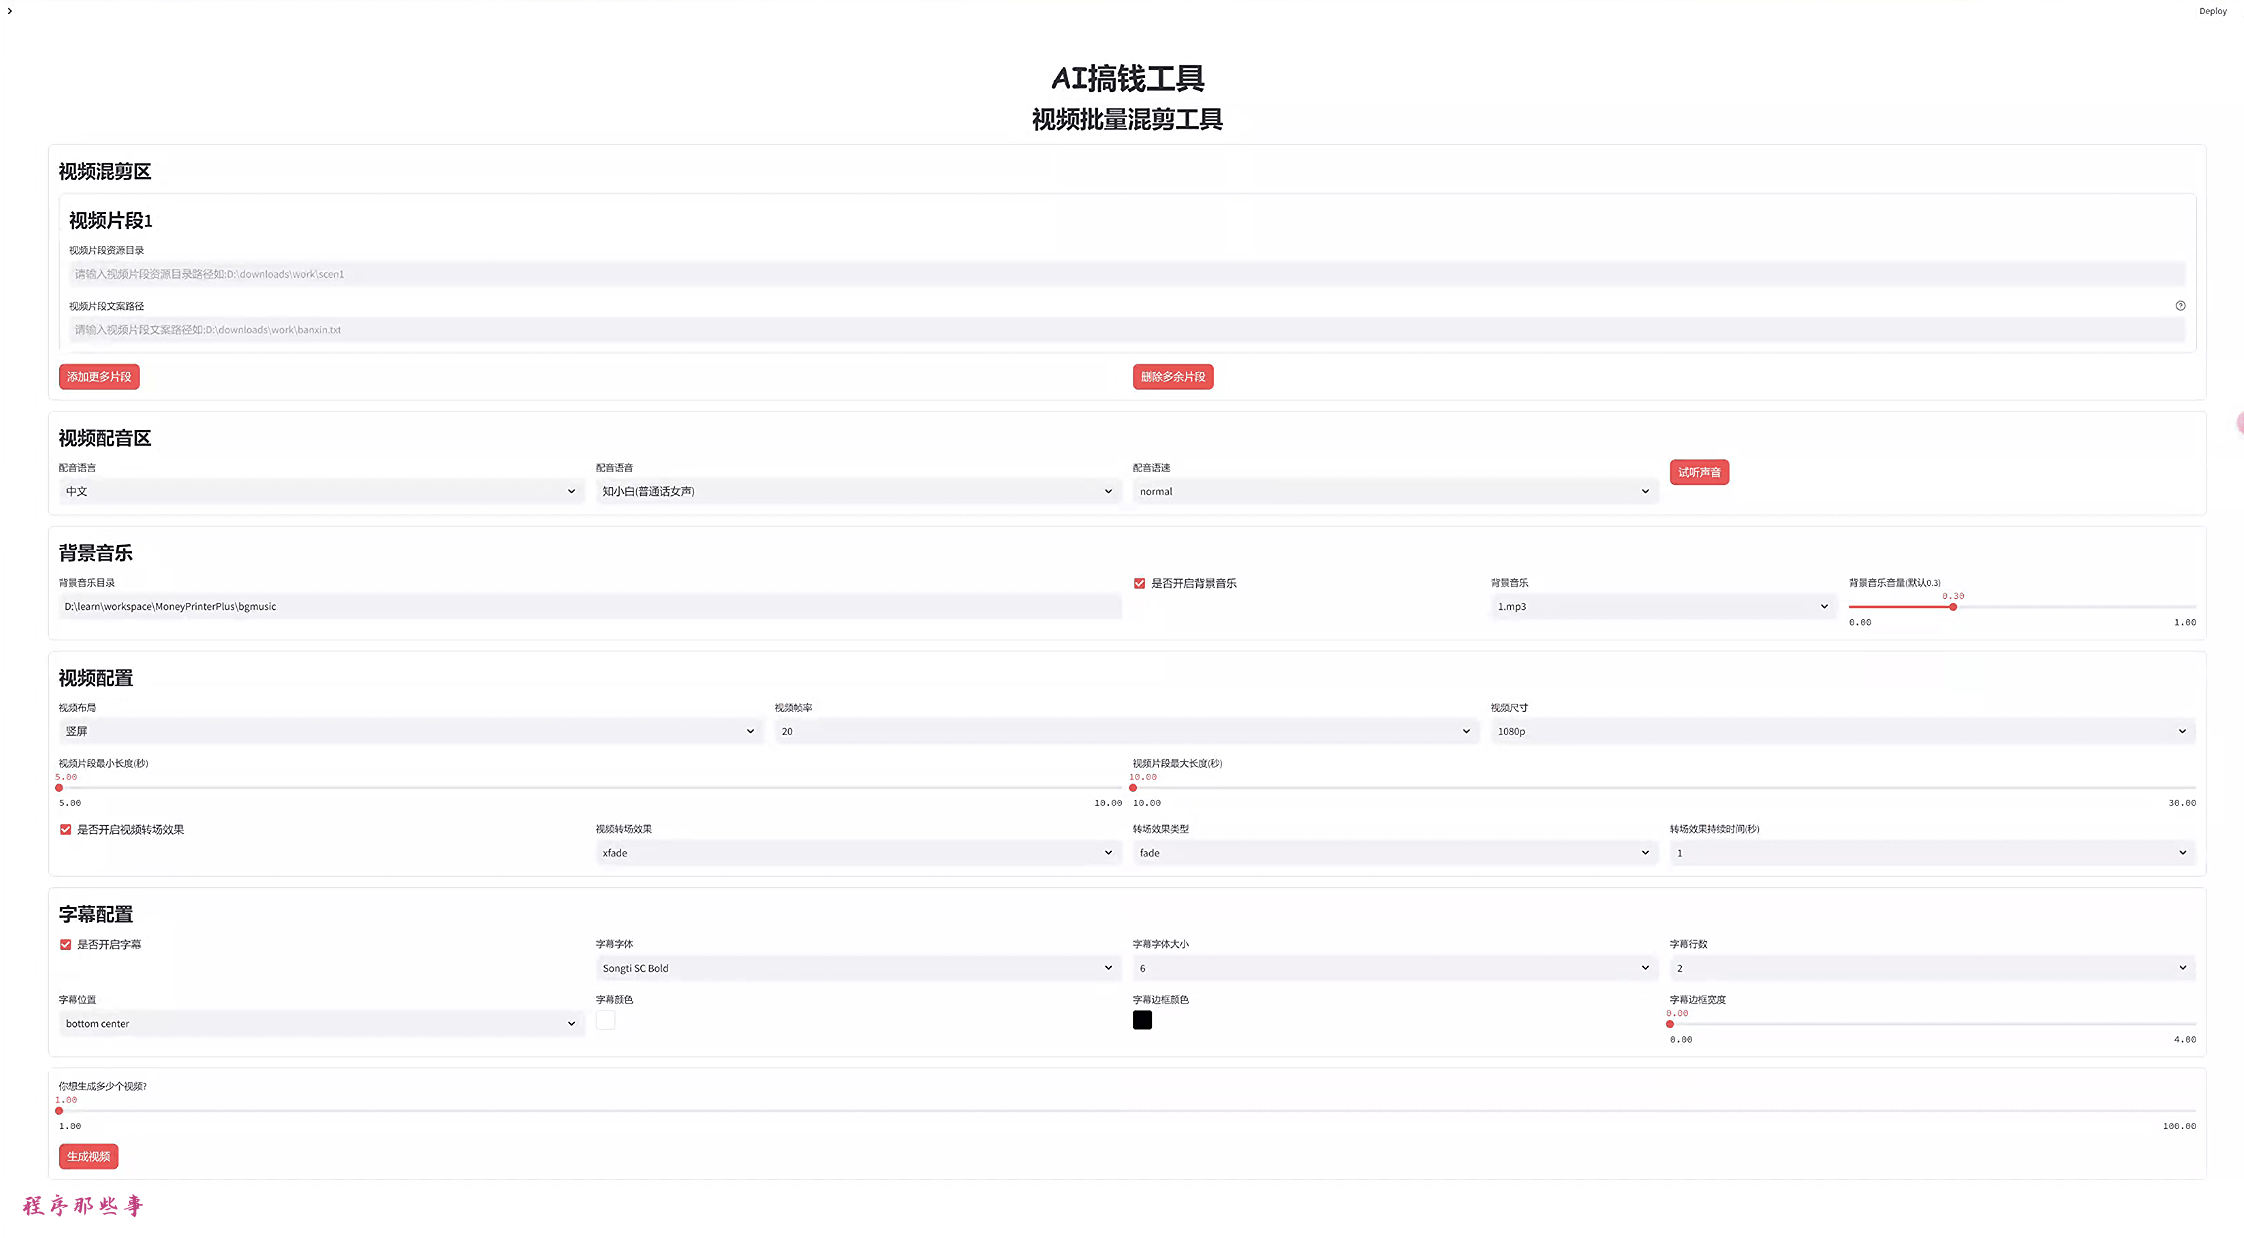 Deploy
AI搞钱工具
视频批量混剪工具
视频混剪区
视频片段1
视频片段资源目录
请输入视频片段资源目录路径如:D:\downloads\work\scen1
视频片段文案路径
请输入视频片段文案路径如:D:\downloads\work\banxin.txt
添加更多片段
删除多余片段
视频配音区
配音语言
配音语音
配音语速
试听声音
中文
知小白(普通话女声)
normal
背景音乐
背景音乐目录
是否开启背景音乐
背景音乐
背景音乐音量(默认0.3)
0.30
D:\learn\workspace\MoneyPrinterPlus\bgmusic
1.mp3
0.00
1.00
视频配置
视频布局
视频帧率
视频尺寸
竖屏
20
1080p
视频片段最小长度(秒)
视频片段最大长度(秒)
5.00
10.00
5.00
10.00
10.00
30.00
是否开启视频转场效果
视频转场效果
转场效果类型
转场效果持续时间(秒)
xfade
fade
1
字幕配置
是否开启字幕
字幕字体
字幕字体大小
字幕行数
Songti SC Bold
6
2
字幕位置
字幕颜色
字幕边框颜色
字幕边框宽度
0.00
bottom center
0.00
4.00
你想生成多少个视频?
1.00
1.00
100.00
生成视频
程序那些事